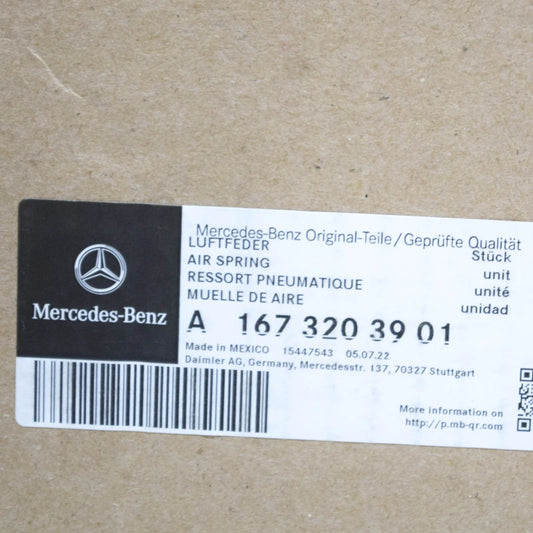 Mercedes-Benz Original-Teile/Geprüfte Qualität
LUFTFEDER Stück
AIR SPRING unit
RESSORT PNEUMATIQUE unité
MUELLE DE AIRE unidad
Mercedes-Benz
A 167 320 39 01
Made in MEXICO 15447543 05.07.22
Daimler AG, Germany, Mercedesstr. 137, 70327 Stuttgart
More information on
http://p.mb-qr.com